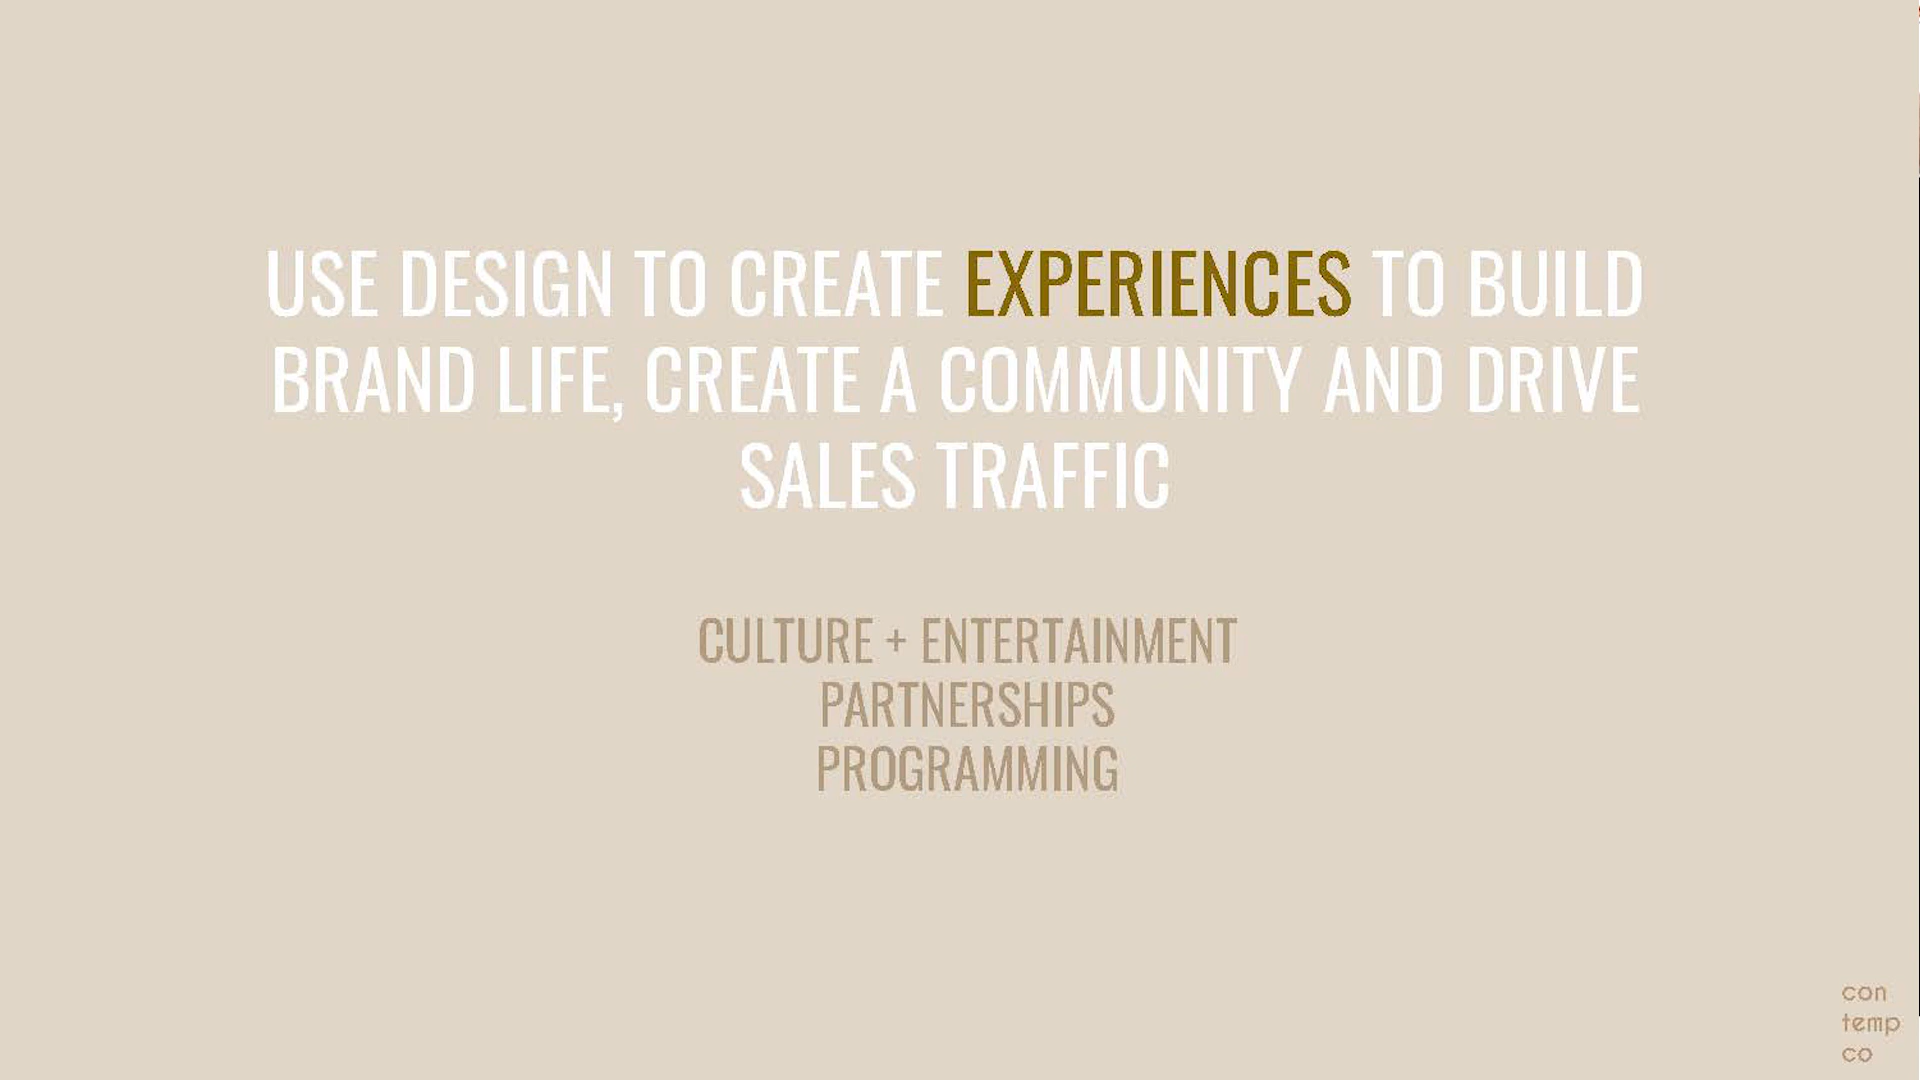 USE DESIGN TO CREATE EXPERIENCES TO BUILD
BRAND LIFE, CREATE A COMMUNITY AND DRIVE
SALES TRAFFIC
CULTURE + ENTERTAINMENT
PARTNERSHIPS
PROGRAMMING
con
temp
co